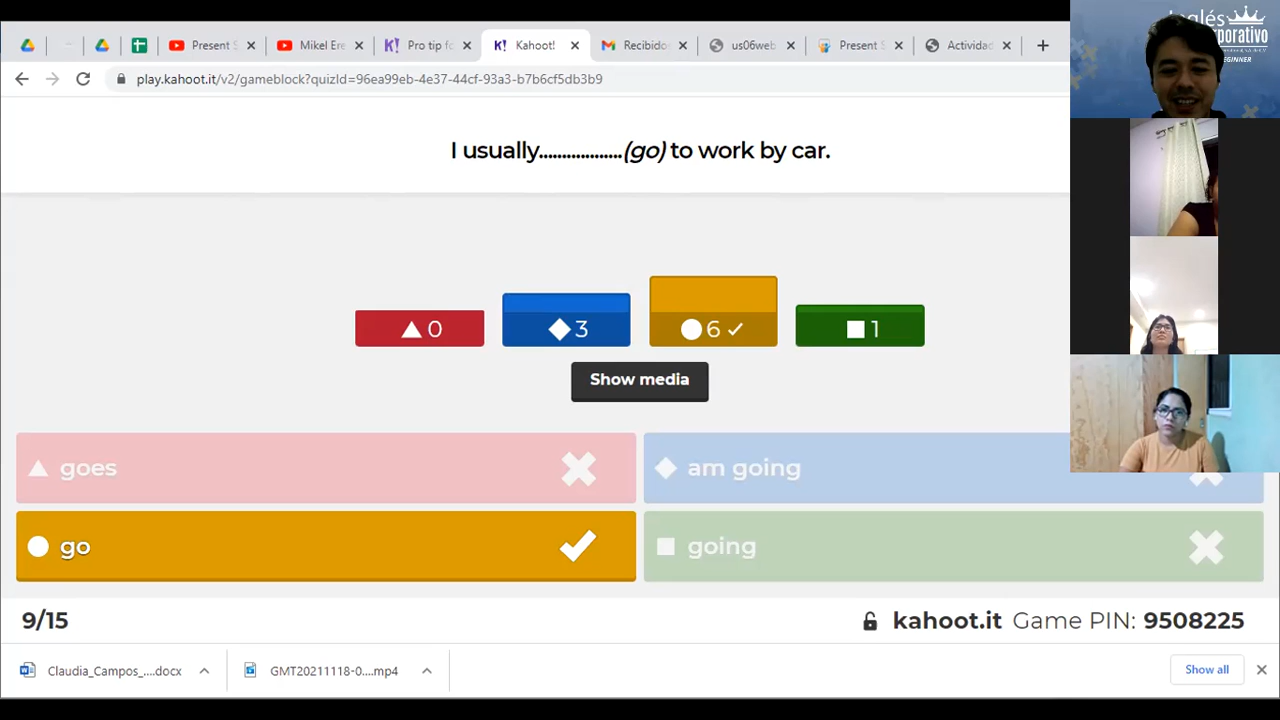 Present S
Mikel Ere
Pro tip fo
K! Kahoot!
Recibido
us06web
Present S
Actividad
play.kahoot.it/v2/gameblock?quizId=96ea99eb-4e37-44cf-93a3-b7b6cf5db3b9
I usually..................(go) to work by car.
0
3
6
1
Show media
goes
am going
go
going
9/15
kahoot.it Game PIN: 9508225
Claudia_Campos_....docx
GMT20211118-0....mp4
Show all